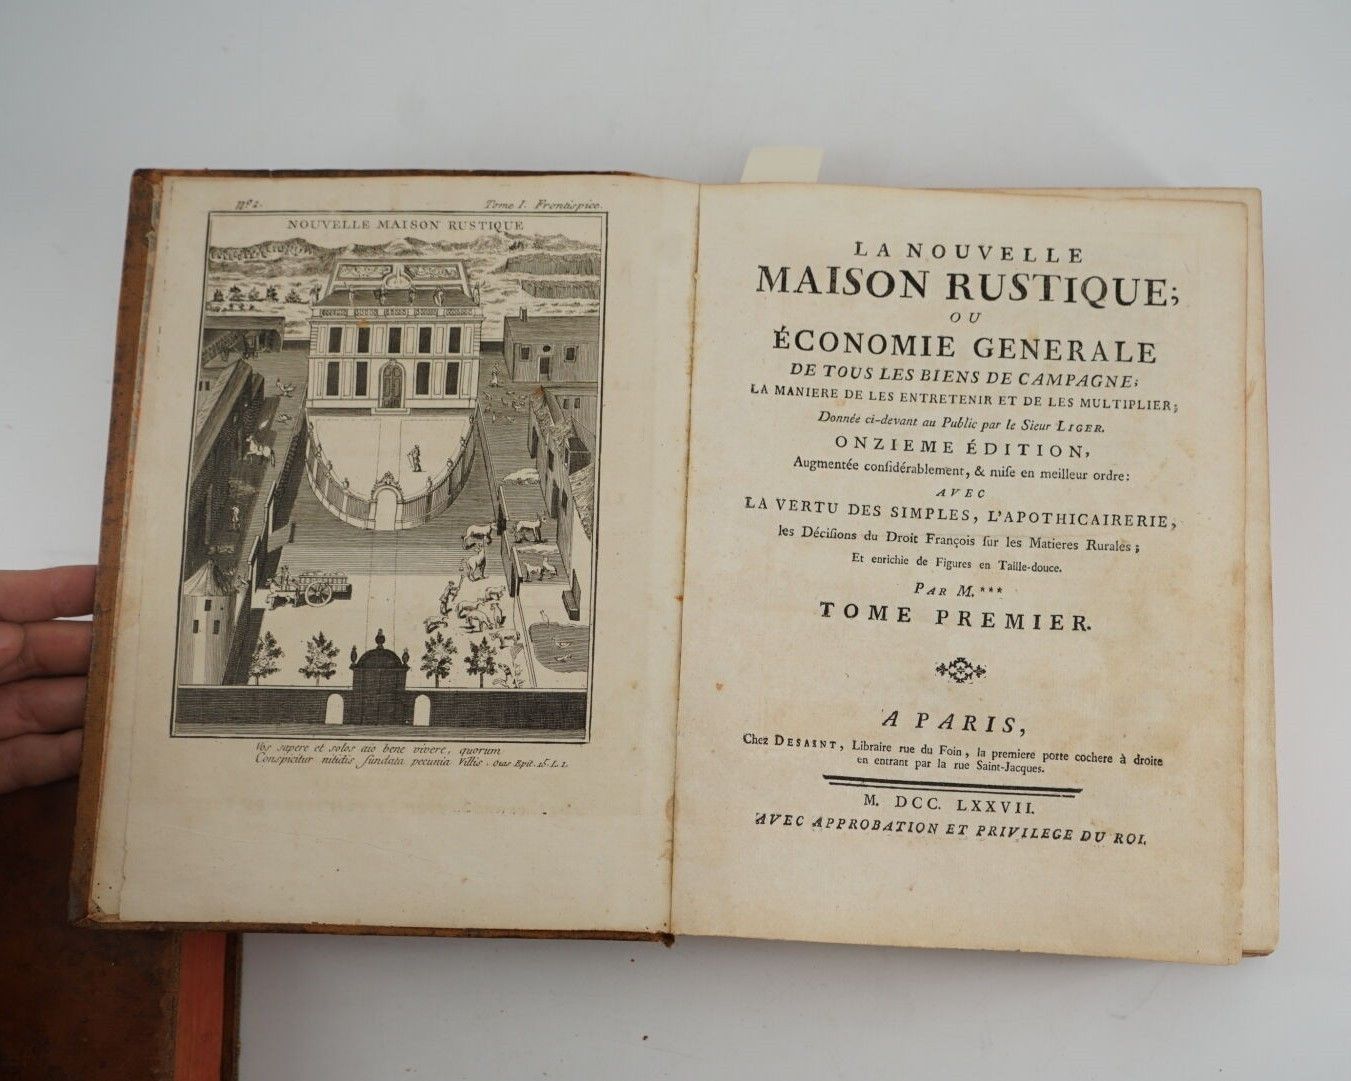 Tome I. Frontispice.
NOUVELLE MAISON RUSTIQUE
Vos sapere et solos aio bene vivere, quorum
Conspicitur nitidis fundata pecunia Villis. Epit. 15. L. 1.
LA NOUVELLE
MAISON RUSTIQUE;
OU
ÉCONOMIE GENERALE
DE TOUS LES BIENS DE CAMPAGNE;
LA MANIERE DE LES ENTRETENIR ET DE LES MULTIPLIER;
Donnée ci-devant au Public par le Sieur LIGER.
ONZIEME ÉDITION,
Augmentée conſidérablement, & miſe en meilleur ordre:
AVEC
LA VERTU DES SIMPLES, L'APOTHICAIRERIE,
les Déciſions du Droit François ſur les Matieres Rurales;
Et enrichie de Figures en Taille-douce.
PAR M.***
TOME PREMIER.
A PARIS,
Chez DESAINT, Libraire rue du Foin, la premiere porte cochere à droite
en entrant par la rue Saint-Jacques.
M. DCC. LXXVII.
AVEC APPROBATION ET PRIVILEGE DU ROI.